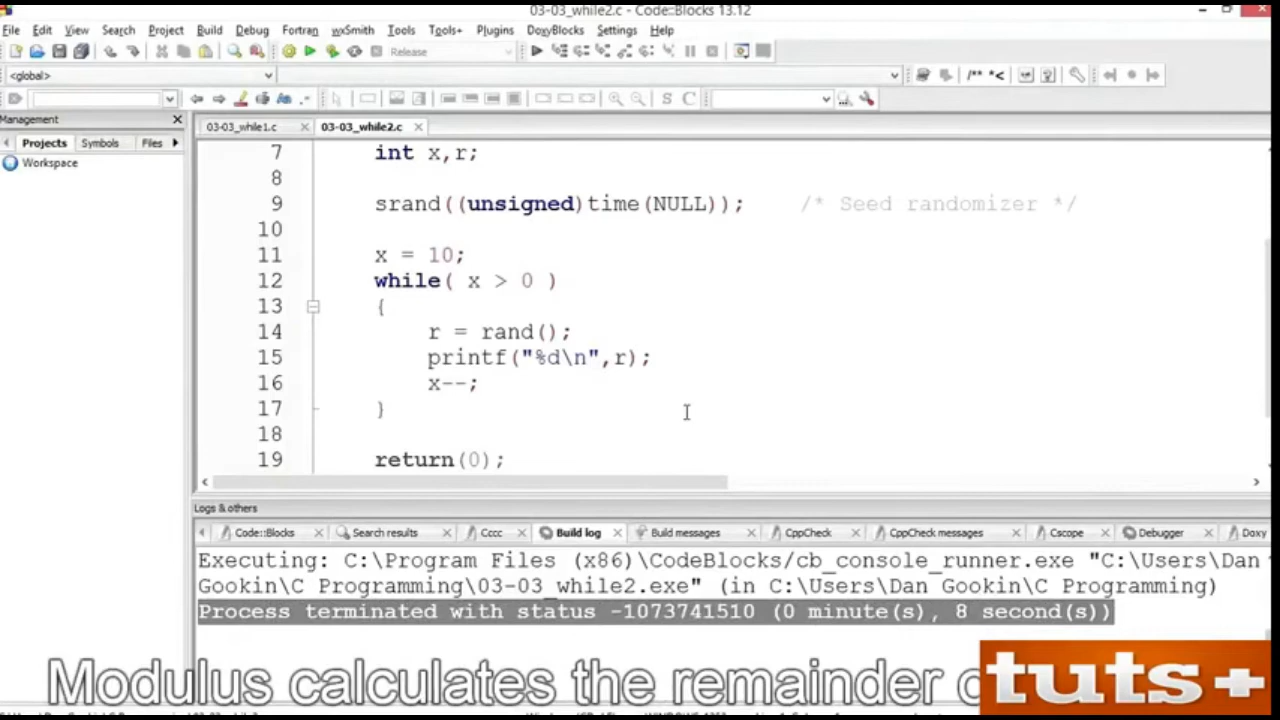 03-03_while2.c - Code::Blocks 13.12
File Edit View Search Project Build Debug Fortran wxSmith Tools Tools+ Plugins DoxyBlocks Settings Help
Release
<global>
/** *<
S C
Management
03-03_while1.c 03-03_while2.c
Projects Symbols Files
Workspace
7 int x,r;
8
9 srand((unsigned)time(NULL)); /* Seed randomizer */
10
11 x = 10;
12 while( x > 0 )
13 {
14 r = rand();
15 printf("%d\n",r);
16 x--;
17 }
18
19 return(0);
Logs & others
Code::Blocks Search results Cccc Build log Build messages CppCheck CppCheck messages Cscope Debugger Doxy
Executing: C:\Program Files (x86)\CodeBlocks/cb_console_runner.exe "C:\Users\Dan
Gookin\C Programming\03-03_while2.exe" (in C:\Users\Dan Gookin\C Programming)
Process terminated with status -1073741510 (0 minute(s), 8 second(s))
Modulus calculates the remainder
tuts+